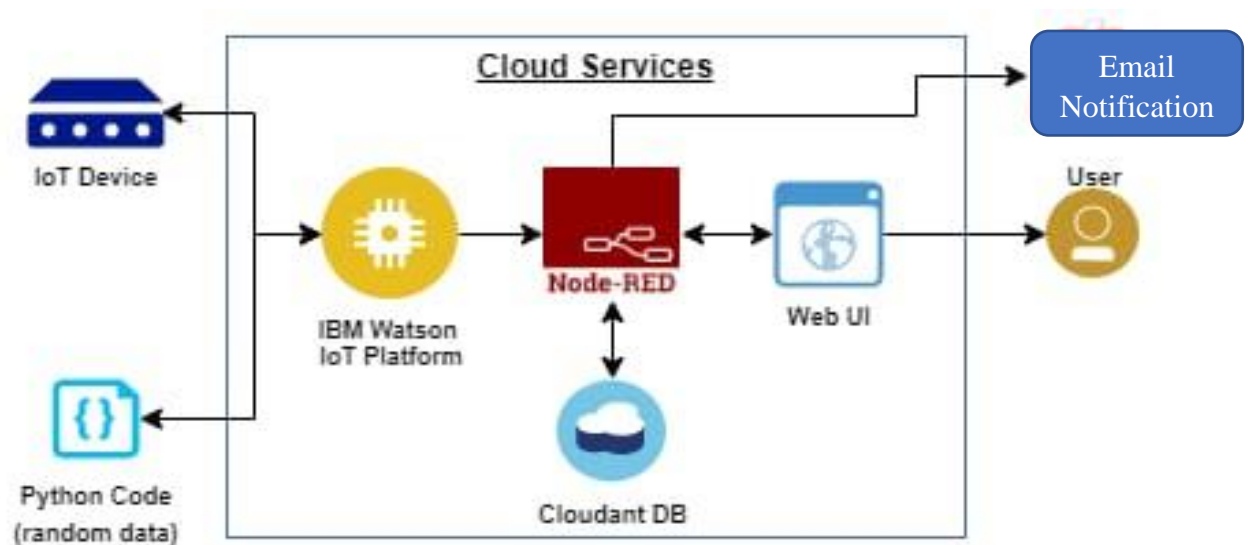 Cloud Services
Email
Notification
IoT Device
User
Node-RED
IBM Watson
IoT Platform
Web UI
{ }
Python Code
(random data)
Cloudant DB